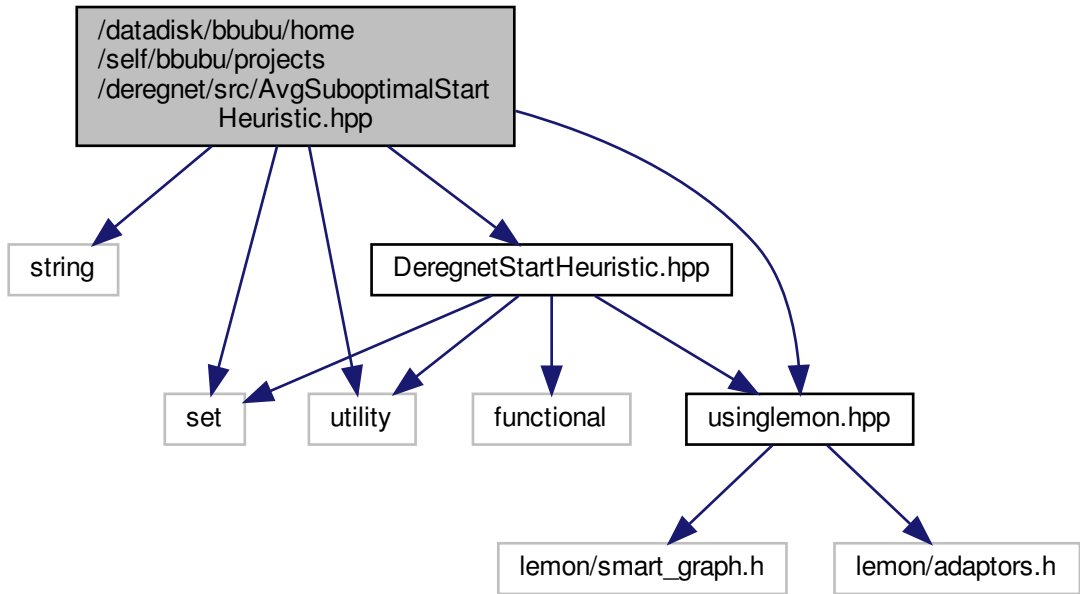 /datadisk/bbubu/home
/self/bbubu/projects
/deregnet/src/AvgSuboptimalStart
Heuristic.hpp
string
DeregnetStartHeuristic.hpp
set
utility
functional
usinglemon.hpp
lemon/smart_graph.h
lemon/adaptors.h